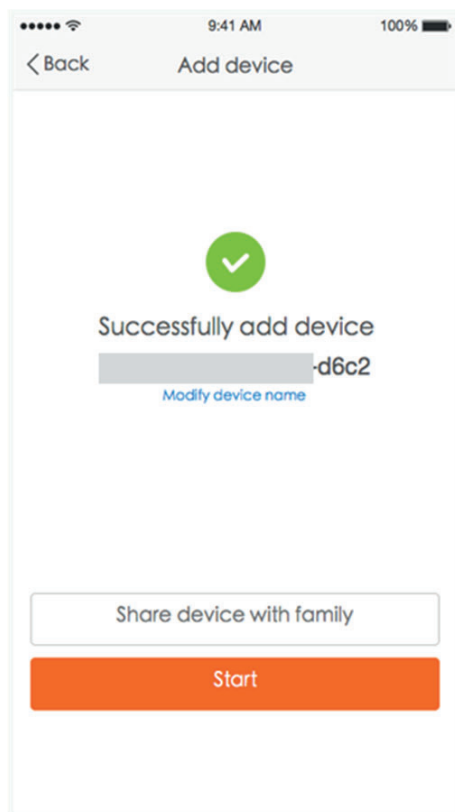 9:41 AM
100%
Back
Add device
Successfully add device
-d6c2
Modify device name
Share device with family
Start